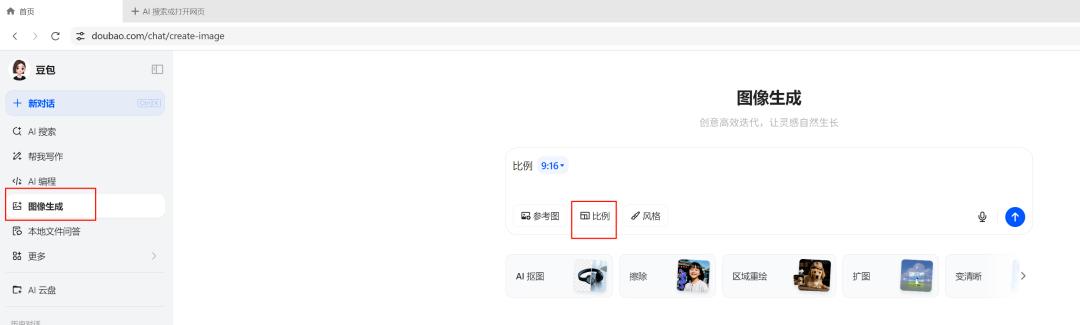 首页
AI 搜索或打开网页
doubao.com/chat/create-image
豆包
新对话
Ctrl K
AI 搜索
帮我写作
AI 编程
图像生成
本地文件问答
更多
AI 云盘
历史对话
图像生成
创意高效迭代，让灵感自然生长
比例 9:16
参考图 比例 风格
AI 抠图 擦除 区域重绘 扩图 变清晰